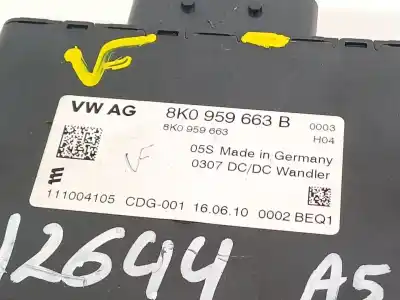 VW AG 8K0 959 663 B 0003
8K0 959 663 H04
05S Made in Germany
0307 DC/DC Wandler
VF
111004105 CDG-001 16.06.10 0002 BEQ1
12644 A5